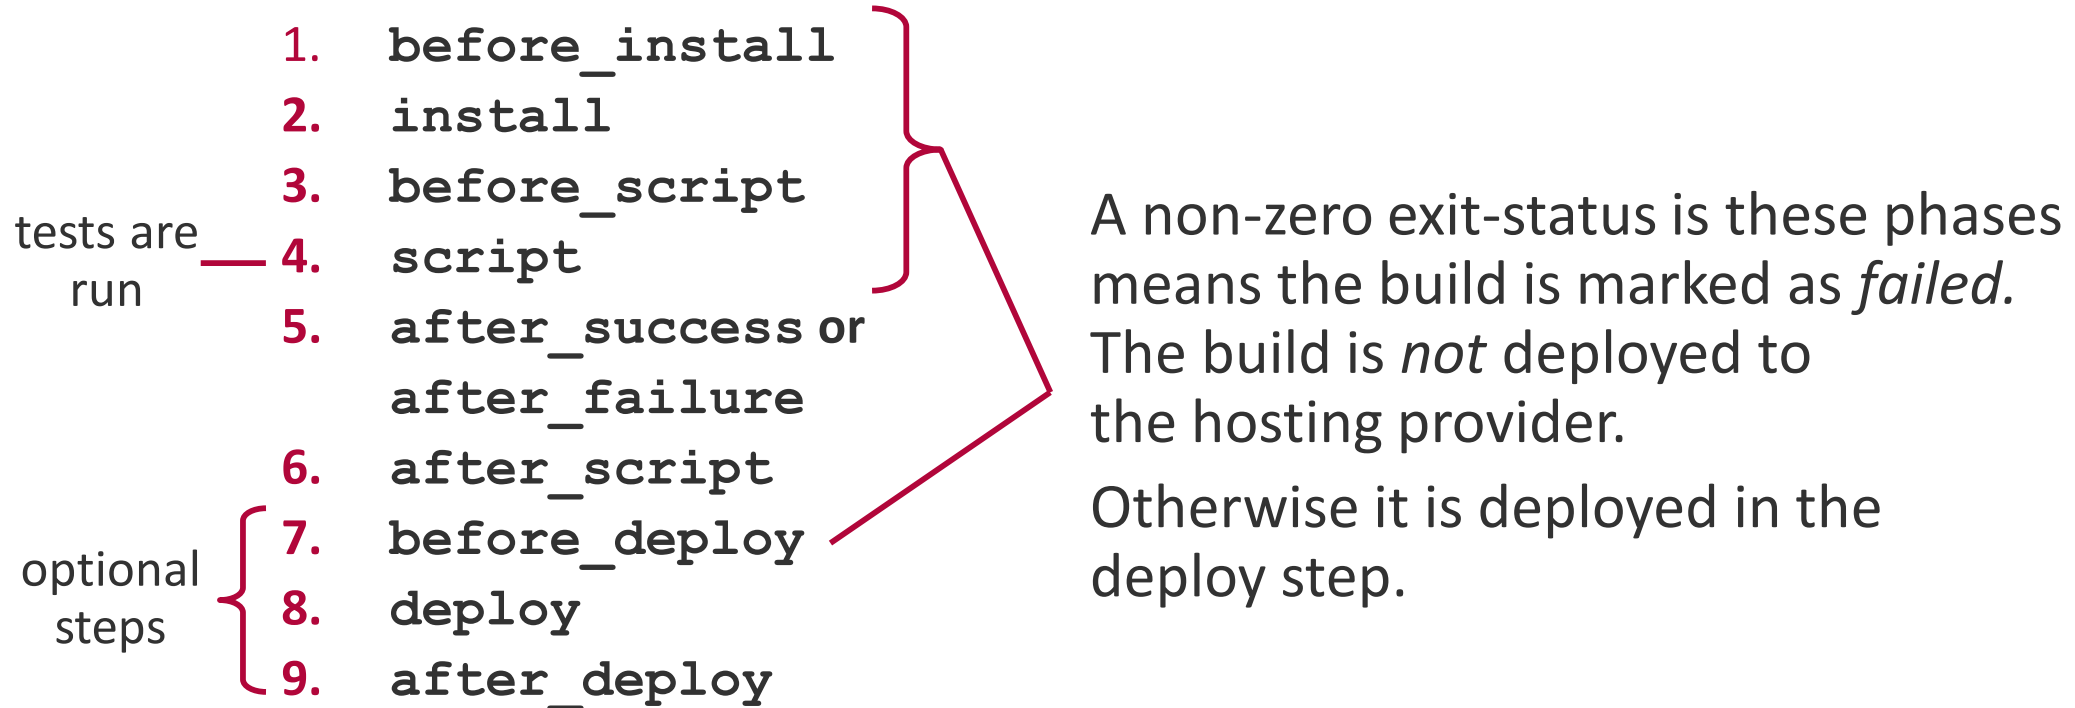 1. before_install
2. install
3. before_script
tests are
run
4. script
5. after_success or
after_failure
6. after_script
optional
steps
7. before_deploy
8. deploy
9. after_deploy
A non-zero exit-status is these phases
means the build is marked as failed.
The build is not deployed to
the hosting provider.
Otherwise it is deployed in the
deploy step.